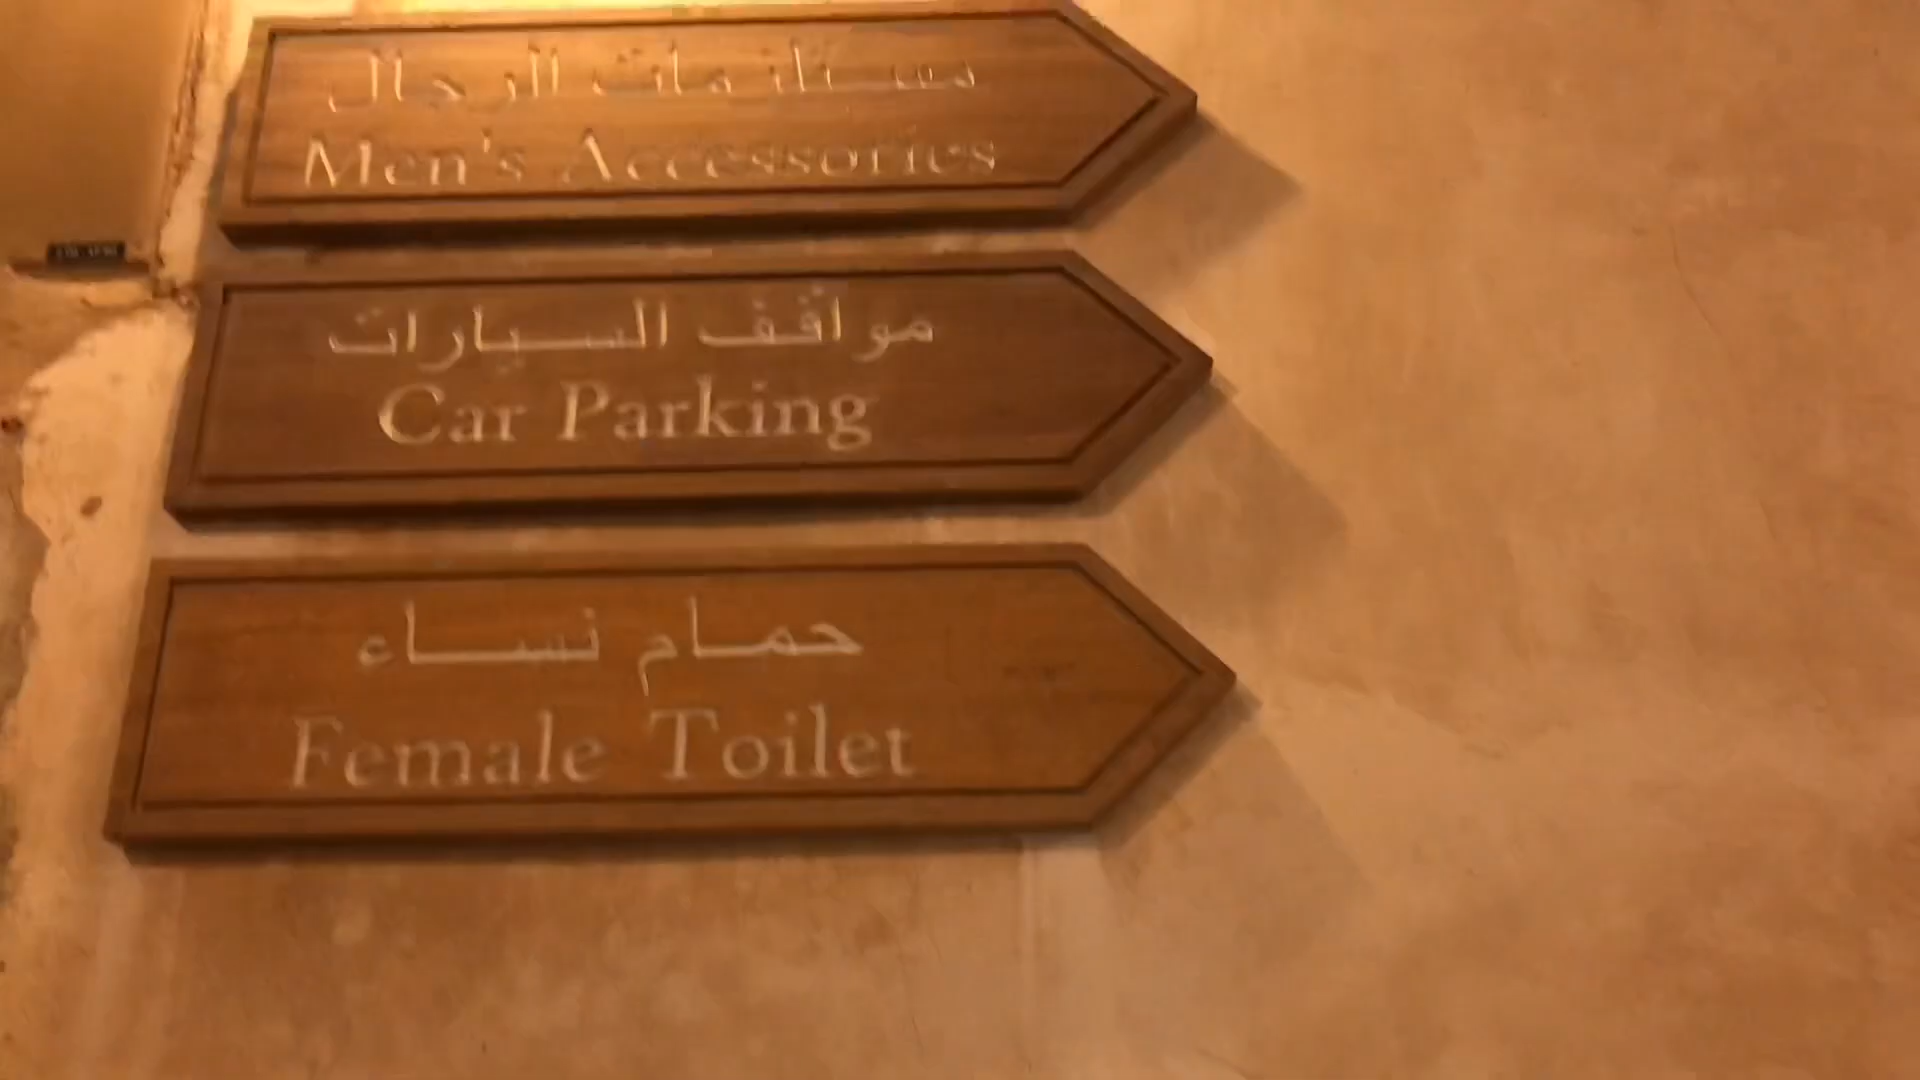 مستلزمات الرجال
Men's Accessories
مواقف السيارات
Car Parking
حمام نساء
Female Toilet